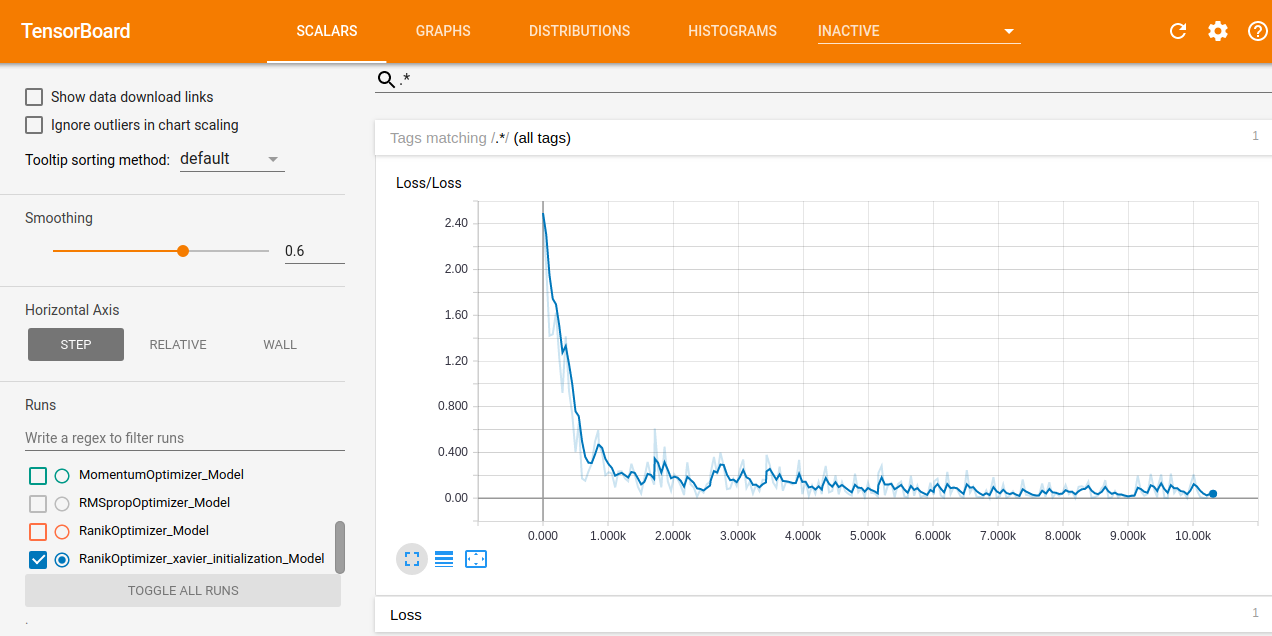 TensorBoard SCALARS GRAPHS DISTRIBUTIONS HISTOGRAMS INACTIVE
Show data download links
Ignore outliers in chart scaling
Tooltip sorting method: default
Smoothing
0.6
Horizontal Axis
STEP RELATIVE WALL
Runs
Write a regex to filter runs
MomentumOptimizer_Model
RMSpropOptimizer_Model
RanikOptimizer_Model
RanikOptimizer_xavier_initialization_Model
TOGGLE ALL RUNS
.
.*
Tags matching /.*/ (all tags) 1
Loss/Loss
2.40
2.00
1.60
1.20
0.800
0.400
0.00
0.000 1.000k 2.000k 3.000k 4.000k 5.000k 6.000k 7.000k 8.000k 9.000k 10.00k
Loss 1